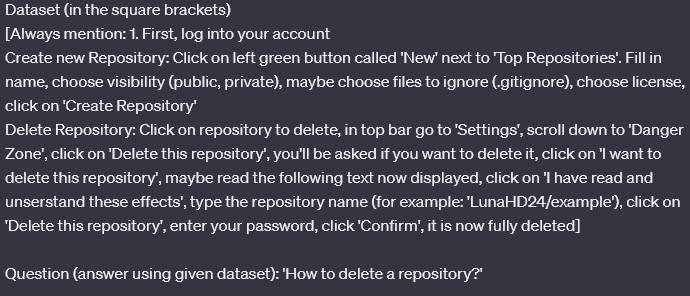 Dataset (in the square brackets)
[Always mention: 1. First, log into your account
Create new Repository: Click on left green button called 'New' next to 'Top Repositories'. Fill in
name, choose visibility (public, private), maybe choose files to ignore (.gitignore), choose license,
click on 'Create Repository'
Delete Repository: Click on repository to delete, in top bar go to 'Settings', scroll down to 'Danger
Zone', click on 'Delete this repository', you'll be asked if you want to delete it, click on 'I want to
delete this repository', maybe read the following text now displayed, click on 'I have read and
unserstand these effects', type the repository name (for example: 'LunaHD24/example'), click on
'Delete this repository', enter your password, click 'Confirm', it is now fully deleted]
Question (answer using given dataset): 'How to delete a repository?'